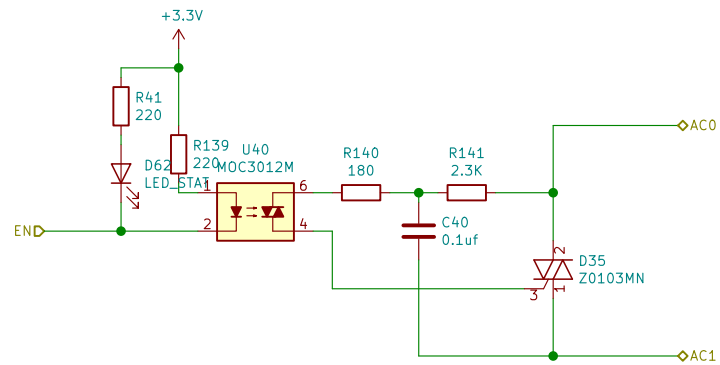 +3.3V
R41
220
R139
220
D62
LED_STAT
U40
MOC3012M
1
2
6
4
R140
180
R141
2.3K
AC0
EN
C40
0.1uf
2
D35
Z0103MN
3
1
AC1